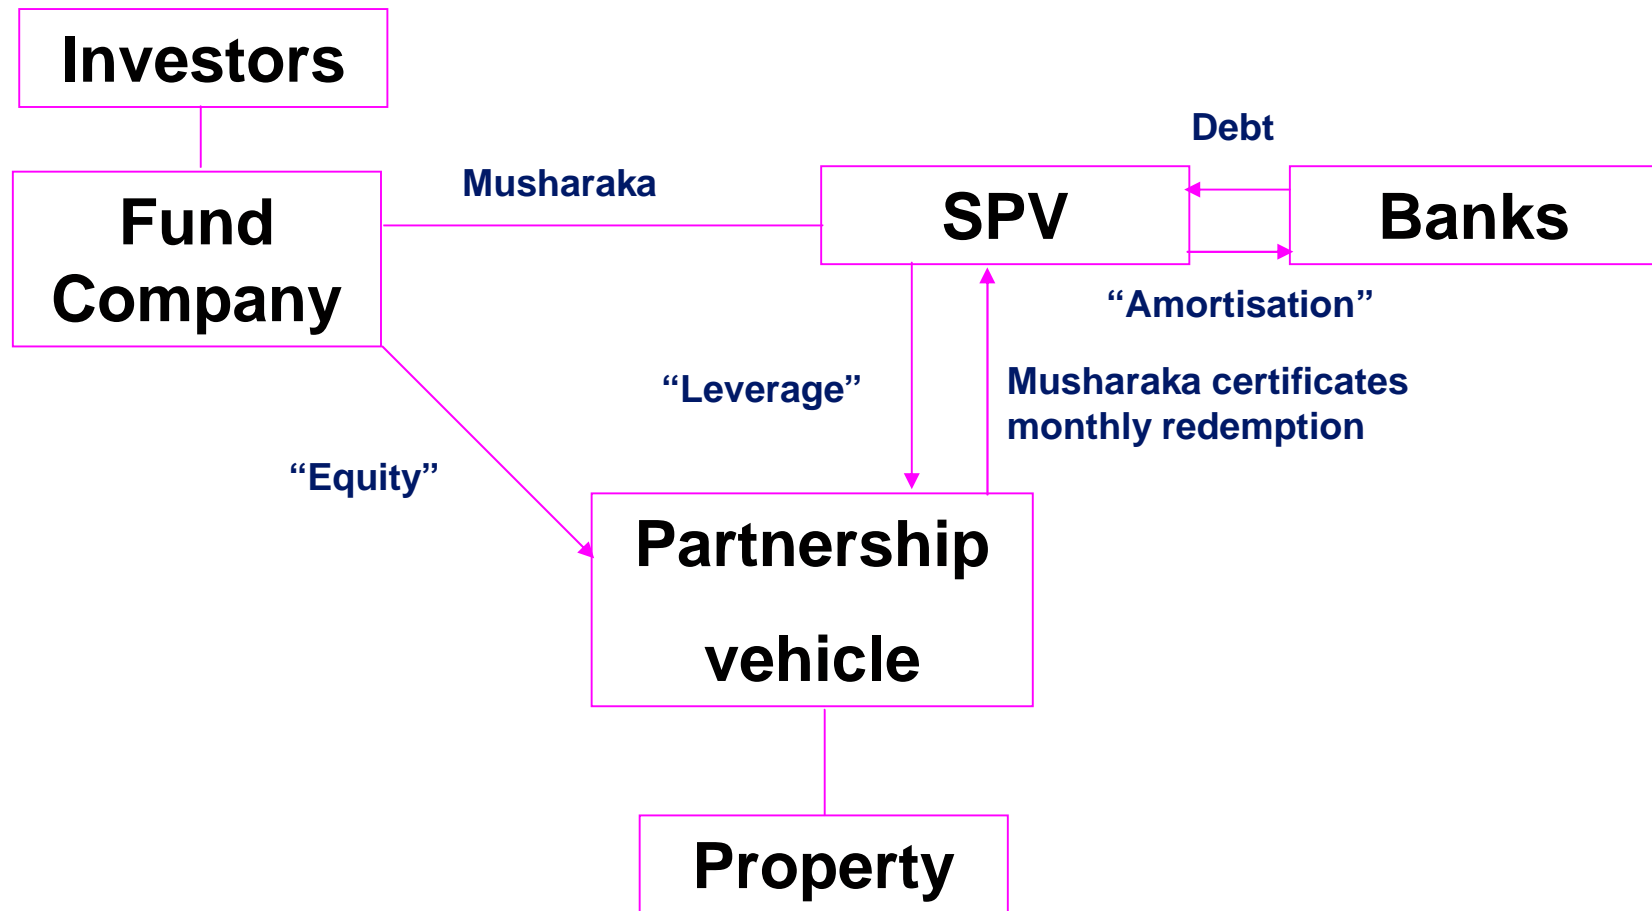 Investors
Debt
Musharaka
SPV
Banks
Fund
Company
“Amortisation”
“Leverage”
Musharaka certificates
monthly redemption
“Equity”
Partnership
vehicle
Property